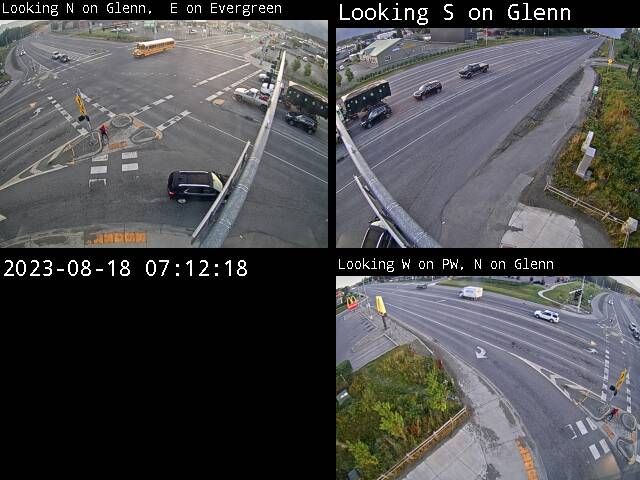 Looking N on Glenn,  E on Evergreen
Looking S on Glenn
2023-08-18 07:12:18
Looking W on PW, N on Glenn